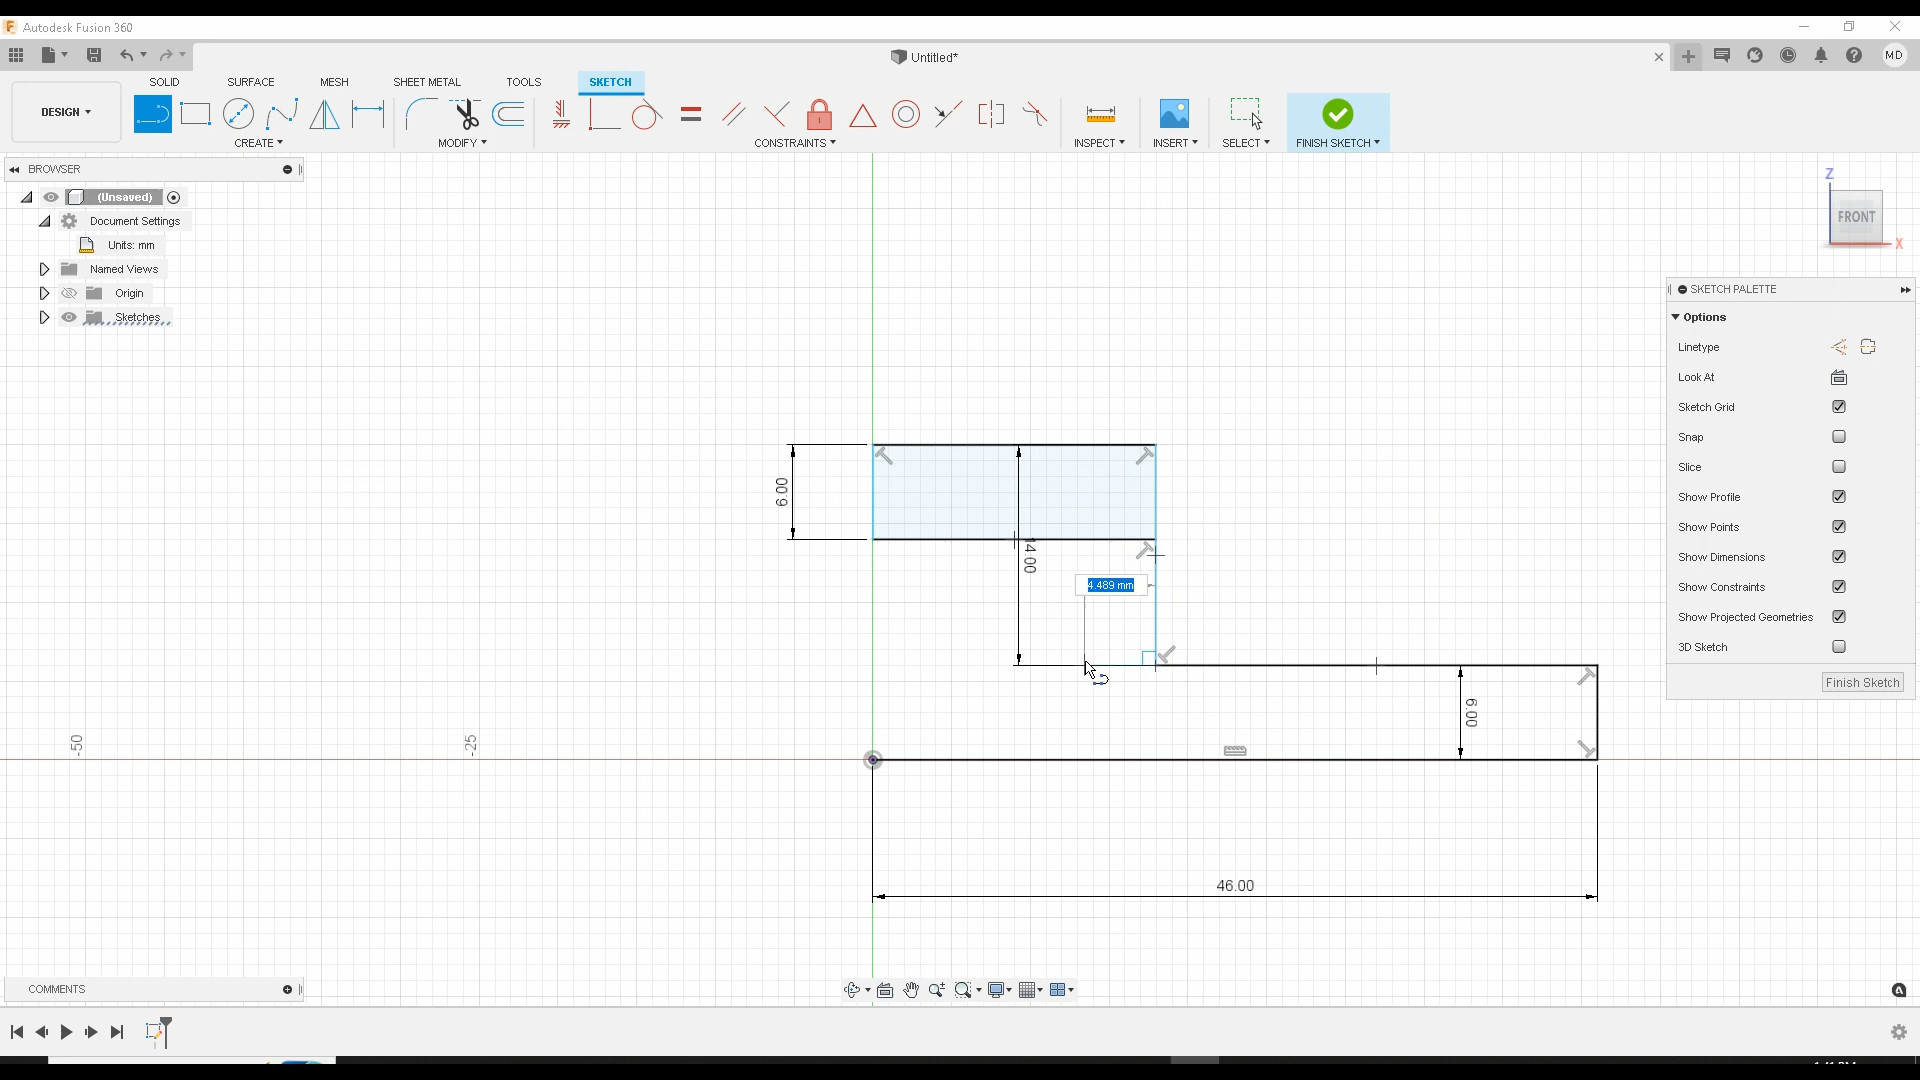 Autodesk Fusion 360
Untitled*
MD
DESIGN
SOLID SURFACE MESH SHEET METAL TOOLS SKETCH
CREATE MODIFY CONSTRAINTS INSPECT INSERT SELECT FINISH SKETCH
BROWSER
(Unsaved)
Document Settings
Units: mm
Named Views
Origin
Sketches
Z
FRONT
X
SKETCH PALETTE
Options
Linetype
Look At
Sketch Grid
Snap
Slice
Show Profile
Show Points
Show Dimensions
Show Constraints
Show Projected Geometries
3D Sketch
Finish Sketch
6.00
14.00
4.489 mm
6.00
-50
-25
46.00
COMMENTS